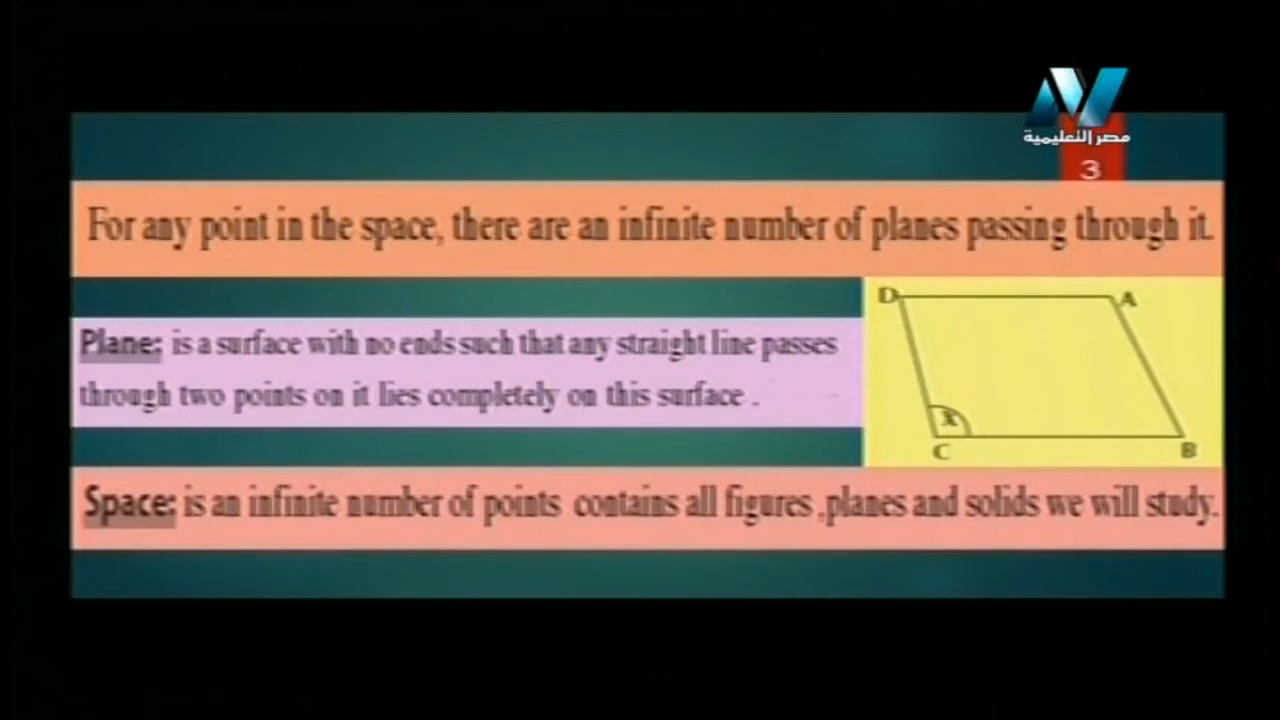 مصر التعليمية
3
For any point in the space, there are an infinite number of planes passing through it.
D
A
Plane: is a surface with no ends such that any straight line passes
through two points on it lies completely on this surface .
X
C
B
Space: is an infinite number of points contains all figures ,planes and solids we will study.